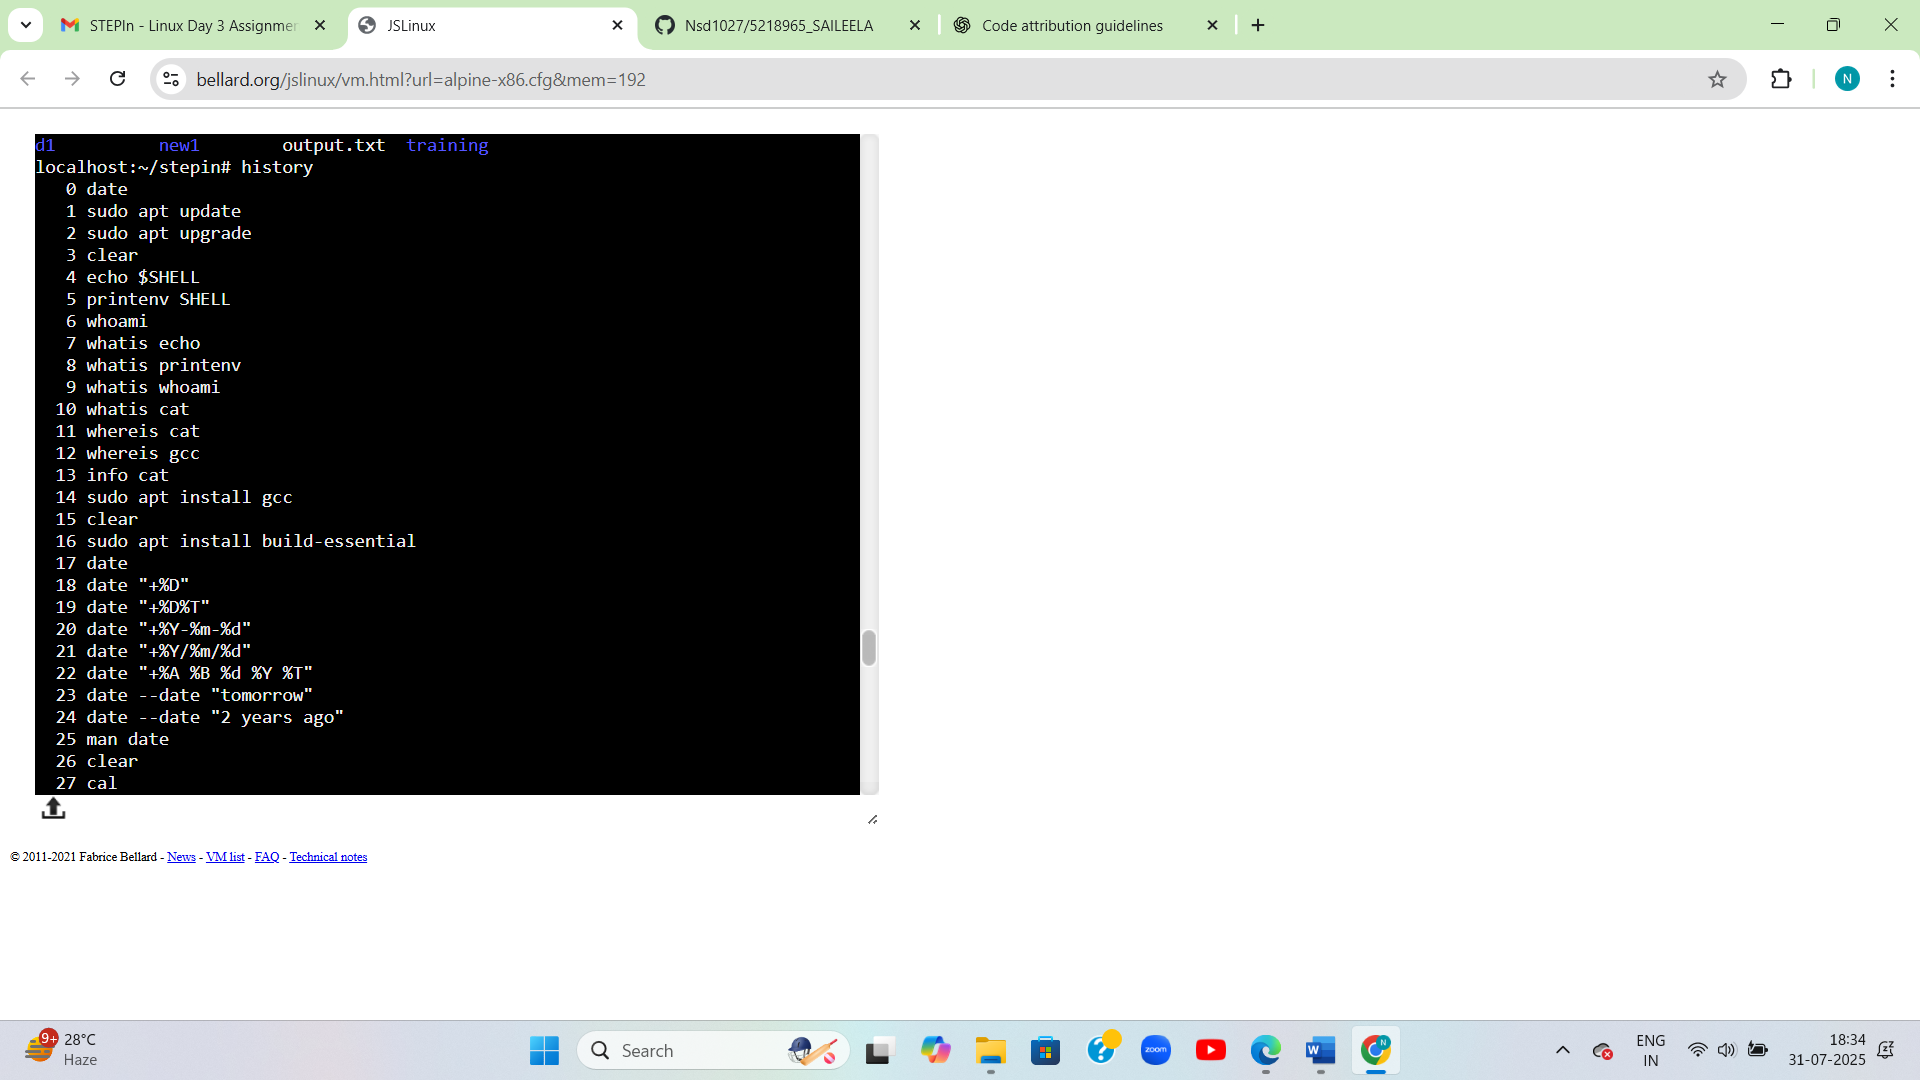 STEPIn - Linux Day 3 Assignmer
JSLinux
Nsd1027/5218965_SAILEELA
Code attribution guidelines
bellard.org/jslinux/vm.html?url=alpine-x86.cfg&mem=192
N
d1 new1 output.txt training
localhost:~/stepin# history
0 date
1 sudo apt update
2 sudo apt upgrade
3 clear
4 echo $SHELL
5 printenv SHELL
6 whoami
7 whatis echo
8 whatis printenv
9 whatis whoami
10 whatis cat
11 whereis cat
12 whereis gcc
13 info cat
14 sudo apt install gcc
15 clear
16 sudo apt install build-essential
17 date
18 date "+%D"
19 date "+%D%T"
20 date "+%Y-%m-%d"
21 date "+%Y/%m/%d"
22 date "+%A %B %d %Y %T"
23 date --date "tomorrow"
24 date --date "2 years ago"
25 man date
26 clear
27 cal
© 2011-2021 Fabrice Bellard - News - VM list - FAQ - Technical notes
9+
28°C
Haze
Search
zoom
W
N
ENG
IN
18:34
31-07-2025